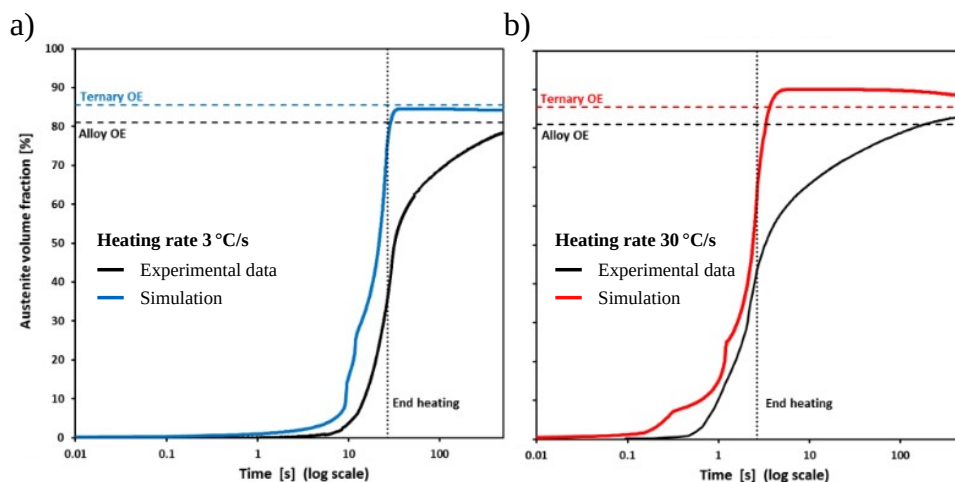 a)
100
90
80
70
60
50
40
30
20
10
0
Austenite volume fraction [%]
Ternary OE
Alloy OE
Heating rate 3 °C/s
Experimental data
Simulation
End heating
0.01
0.1
1
10
100
Time [s] (log scale)
b)
Ternary OE
Alloy OE
Heating rate 30 °C/s
Experimental data
Simulation
End heating
0.01
0.1
1
10
100
Time [s] (log scale)